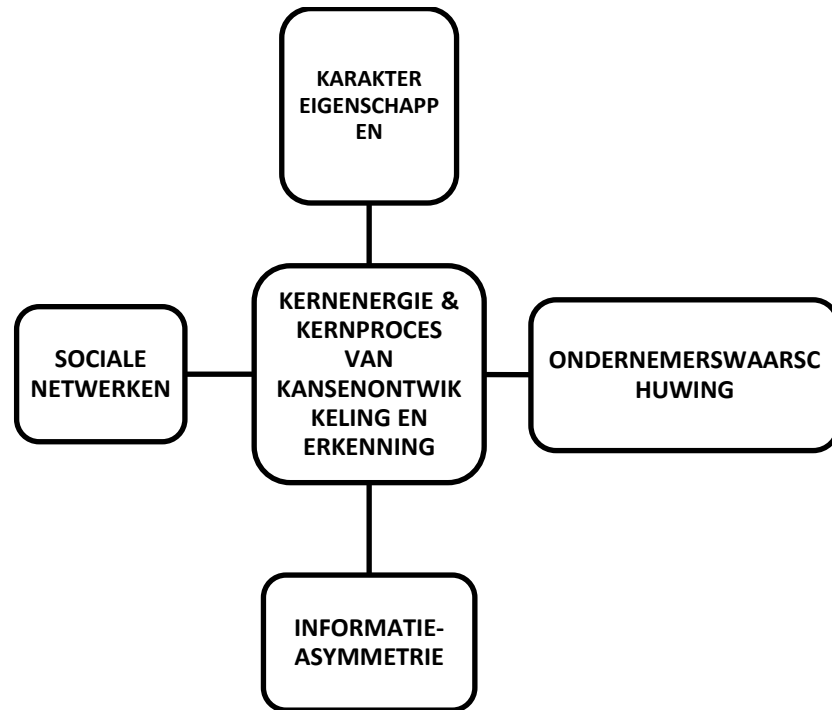 KARAKTER
EIGENSCHAPP
EN
KERNENERGIE &
KERNPROCES
VAN
KANSENONTWIK
KELING EN
ERKENNING
SOCIALE
NETWERKEN
ONDERNEMERSWAARSC
HUWING
INFORMATIE-
ASYMMETRIE